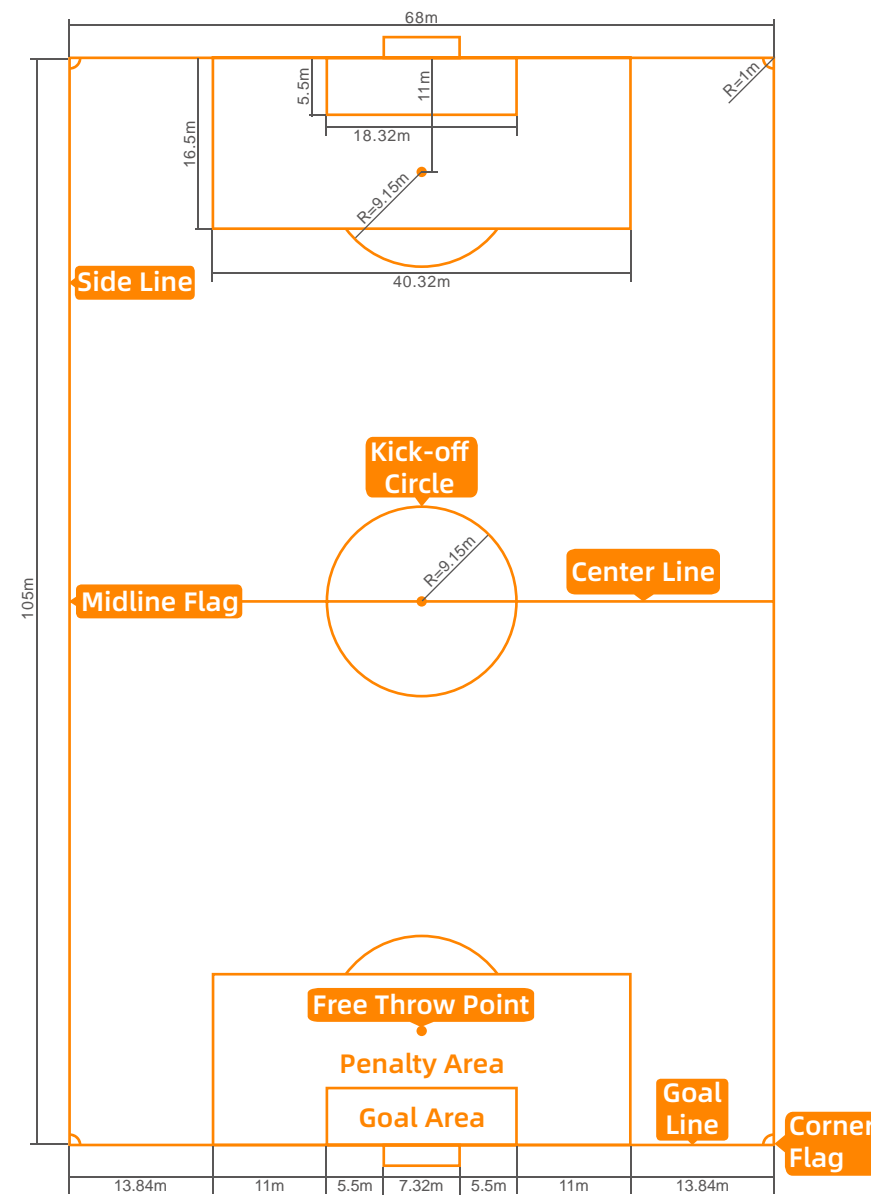 68m
5.5m
11m
R=1m
16.5m
18.32m
R=9.15m
Side Line
40.32m
Kick-off
Circle
R=9.15m
Center Line
105m
Midline Flag
Free Throw Point
Penalty Area
Goal Area
Goal
Line
Corner
Flag
13.84m
11m
5.5m
7.32m
5.5m
11m
13.84m